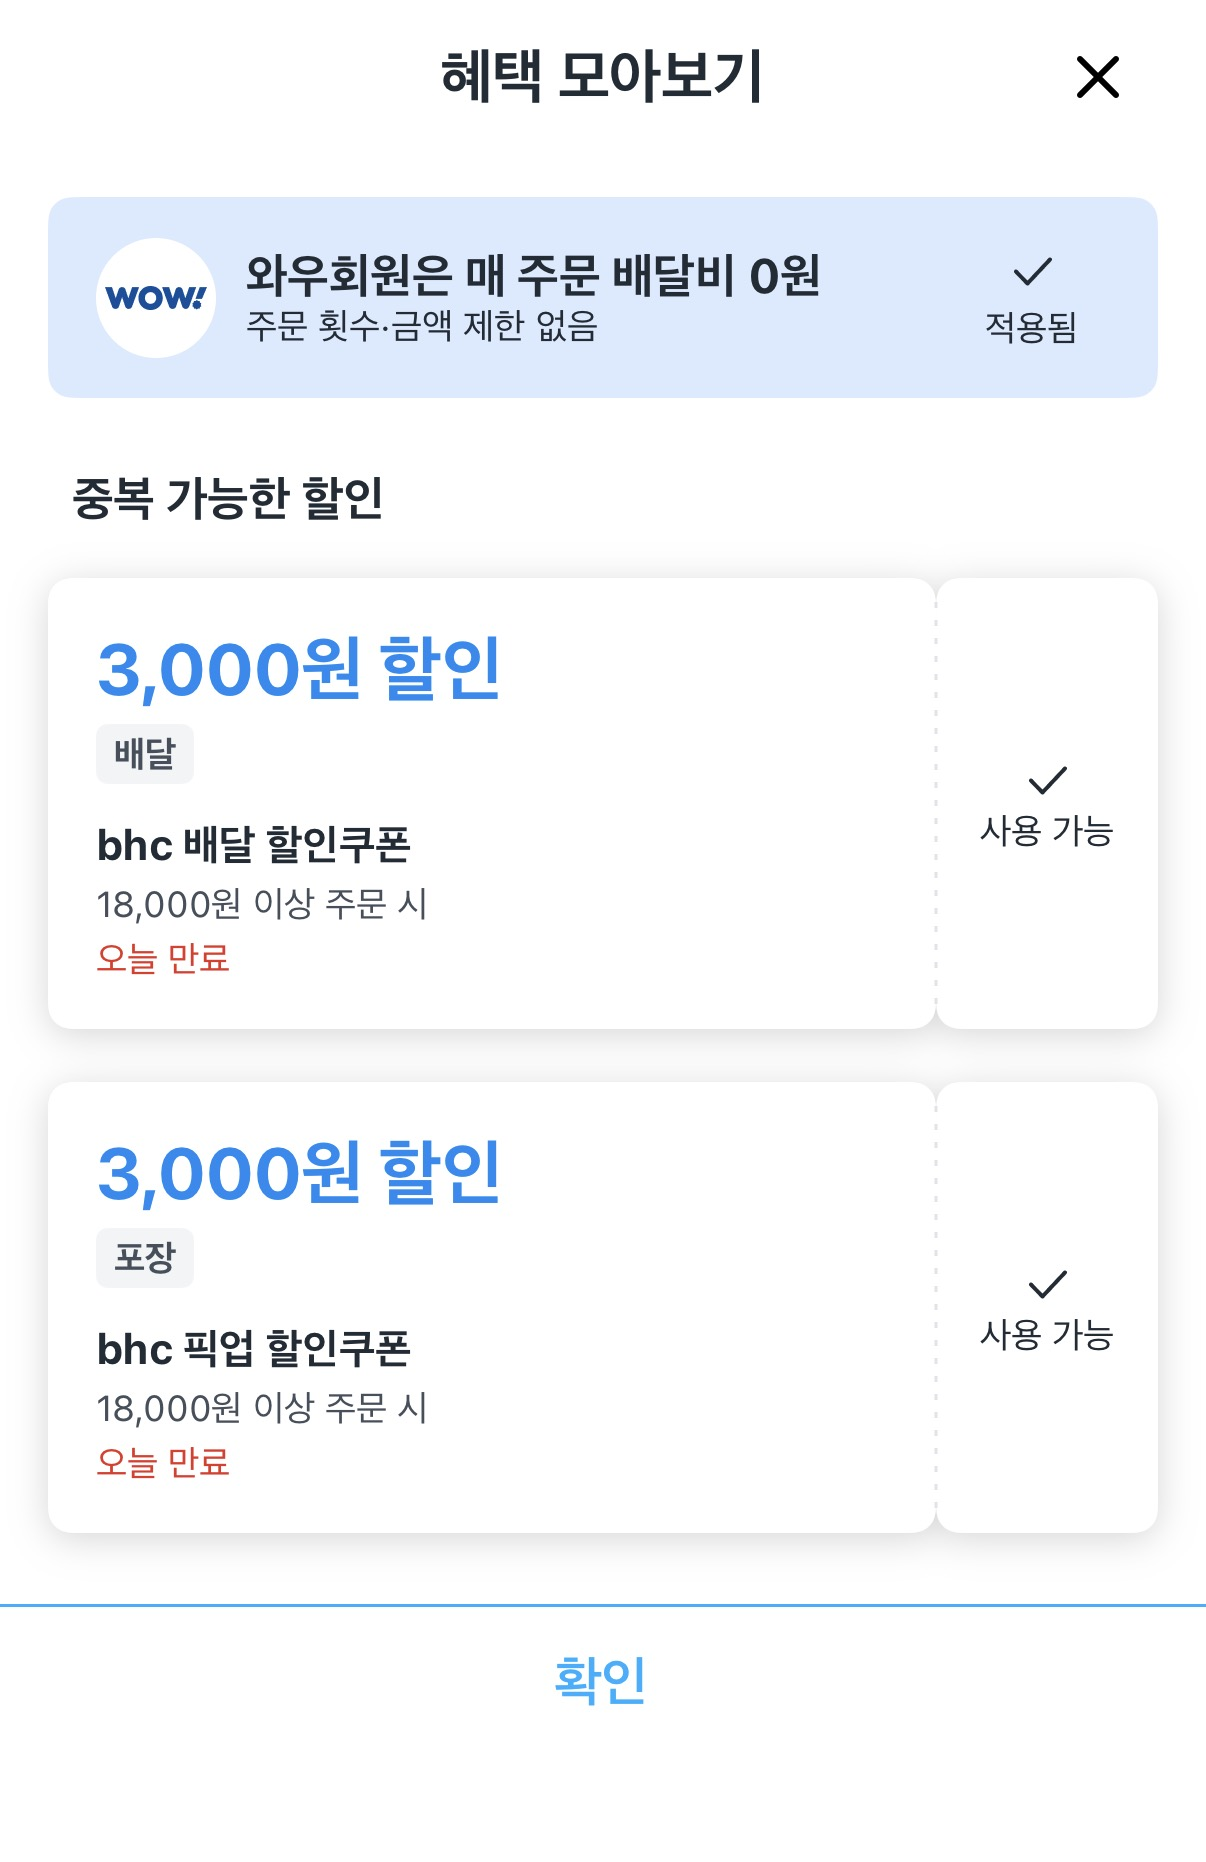 혜택 모아보기
WOW!
와우회원은 매 주문 배달비 0원
주문 횟수·금액 제한 없음
적용됨
중복 가능한 할인
3,000원 할인
배달
bhc 배달 할인쿠폰
18,000원 이상 주문 시
오늘 만료
사용 가능
3,000원 할인
포장
bhc 픽업 할인쿠폰
18,000원 이상 주문 시
오늘 만료
사용 가능
확인